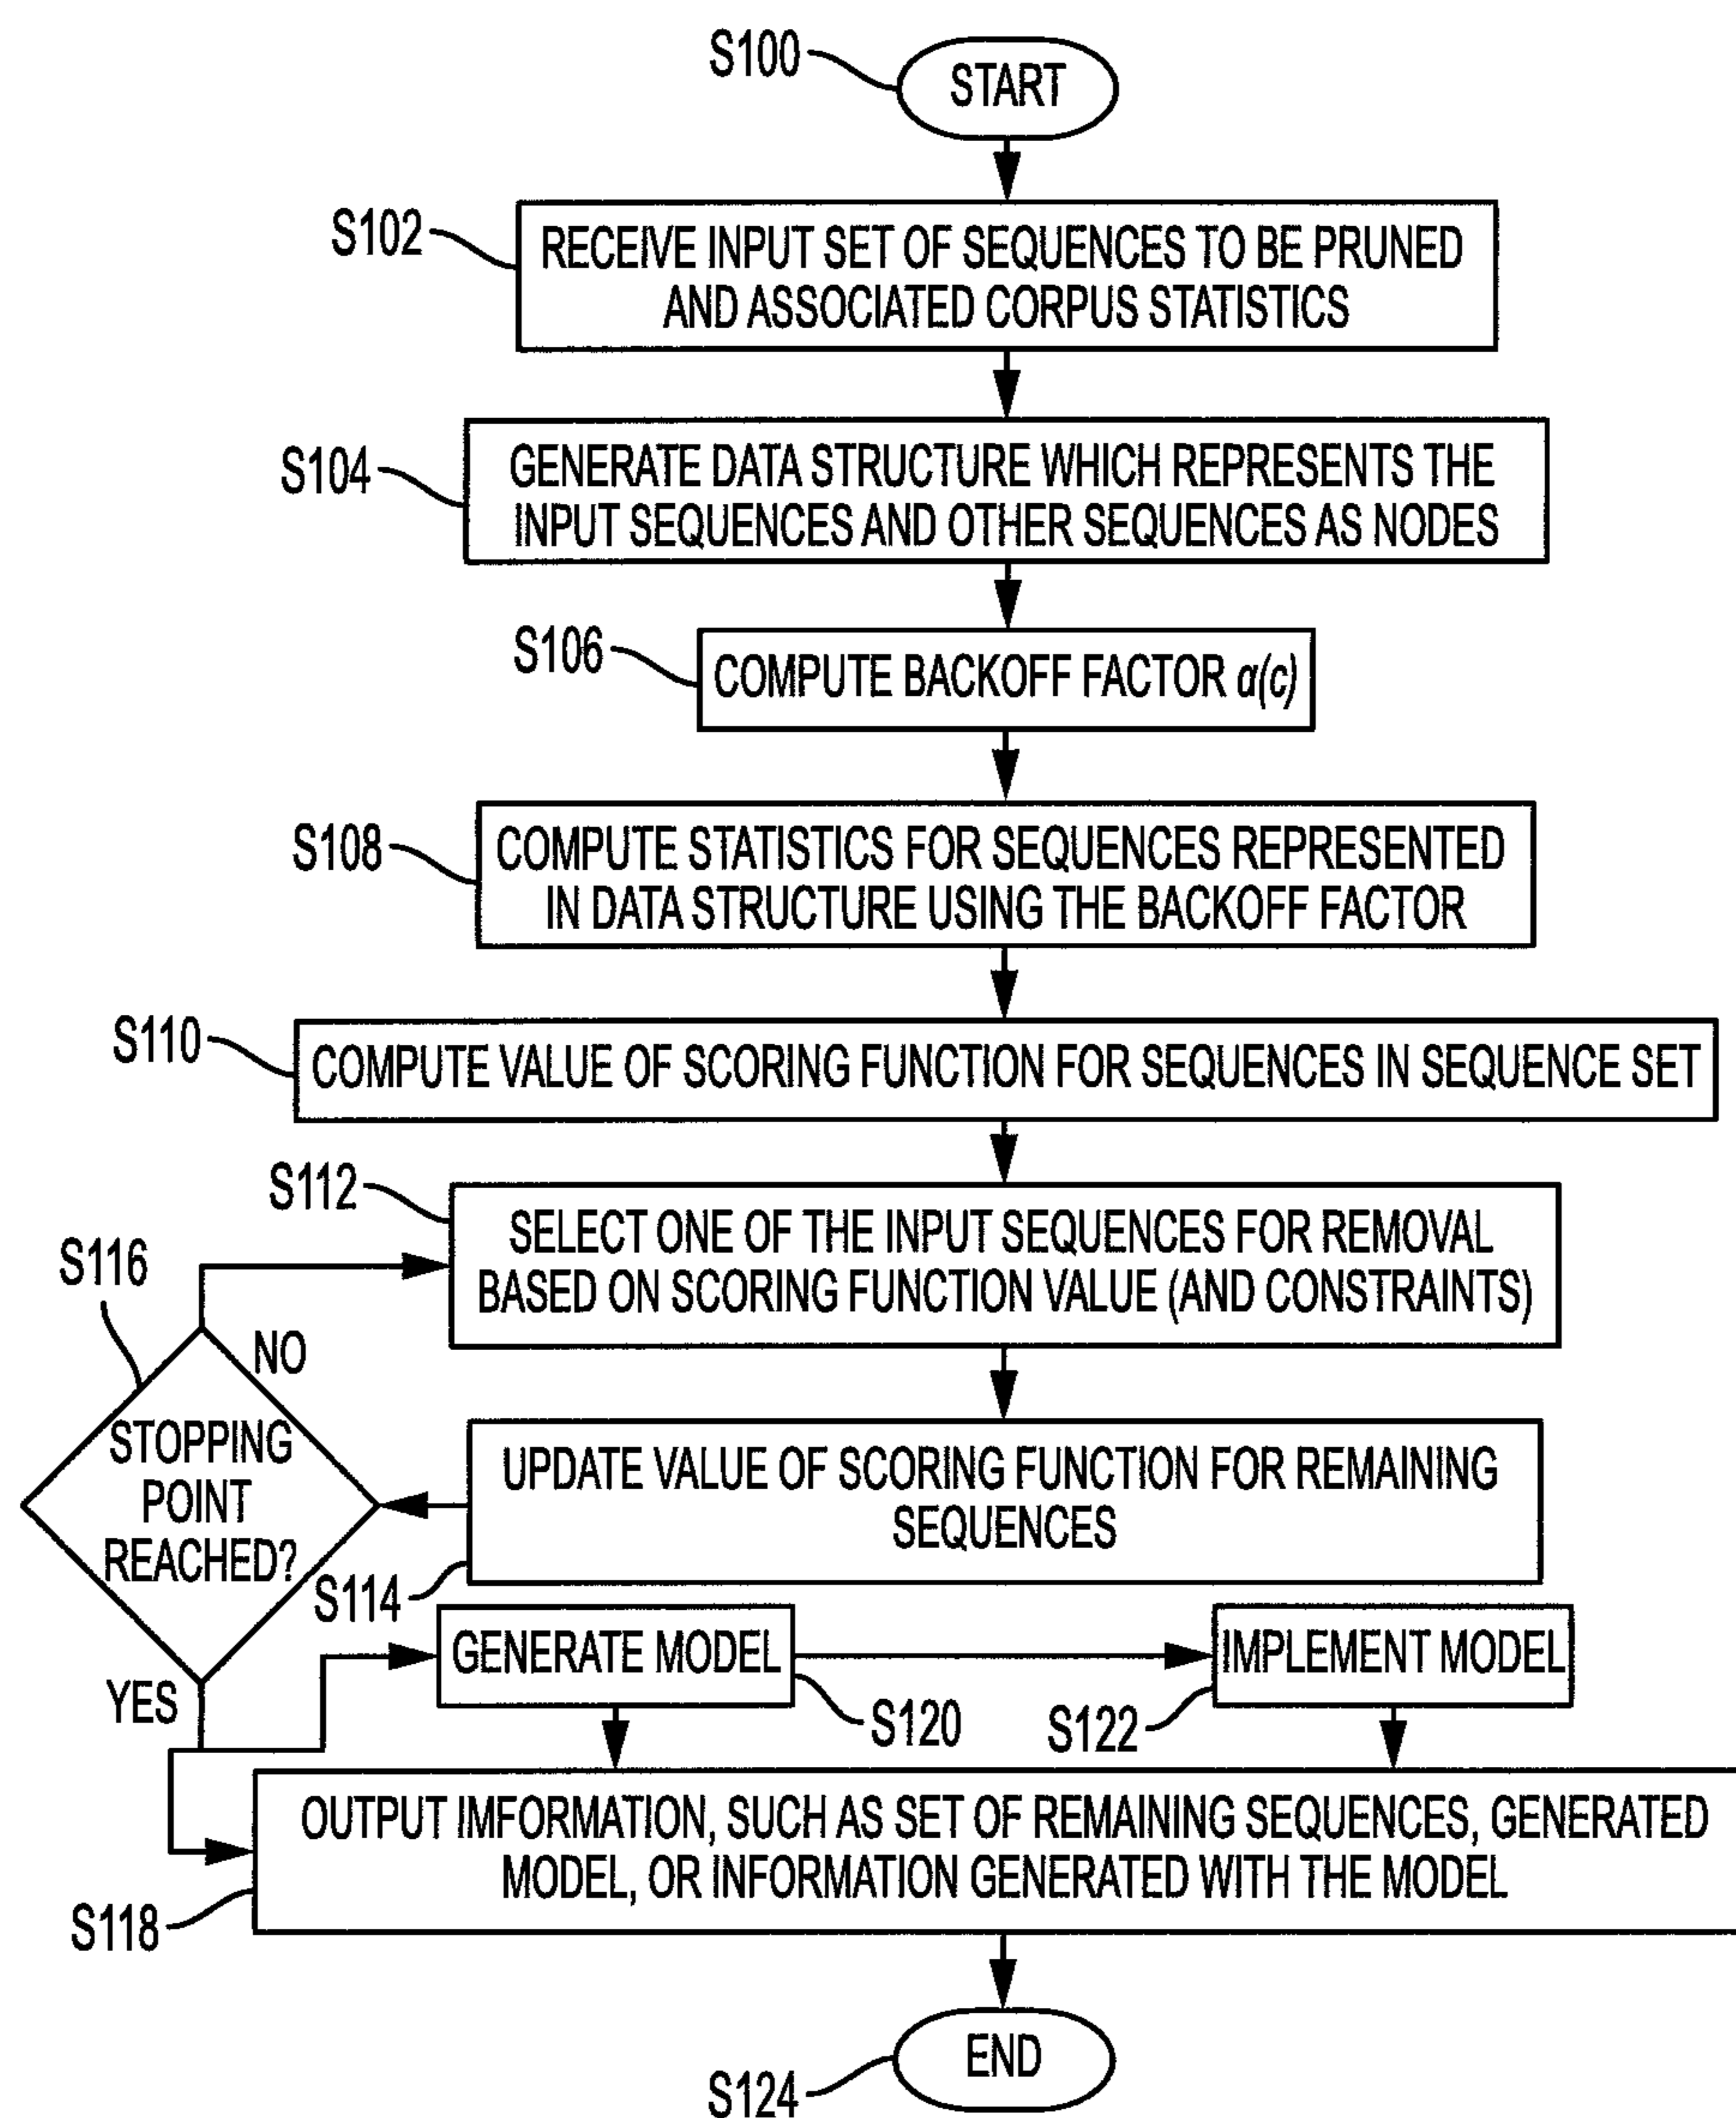 S100
START
S102
RECEIVE INPUT SET OF SEQUENCES TO BE PRUNED
AND ASSOCIATED CORPUS STATISTICS
S104
GENERATE DATA STRUCTURE WHICH REPRESENTS THE
INPUT SEQUENCES AND OTHER SEQUENCES AS NODES
S106
COMPUTE BACKOFF FACTOR α(c)
S108
COMPUTE STATISTICS FOR SEQUENCES REPRESENTED
IN DATA STRUCTURE USING THE BACKOFF FACTOR
S110
COMPUTE VALUE OF SCORING FUNCTION FOR SEQUENCES IN SEQUENCE SET
S112
SELECT ONE OF THE INPUT SEQUENCES FOR REMOVAL
BASED ON SCORING FUNCTION VALUE (AND CONSTRAINTS)
S116
NO
STOPPING
POINT
REACHED?
YES
UPDATE VALUE OF SCORING FUNCTION FOR REMAINING
SEQUENCES
S114
GENERATE MODEL
S120
IMPLEMENT MODEL
S122
OUTPUT IMFORMATION, SUCH AS SET OF REMAINING SEQUENCES, GENERATED
MODEL, OR INFORMATION GENERATED WITH THE MODEL
S118
END
S124